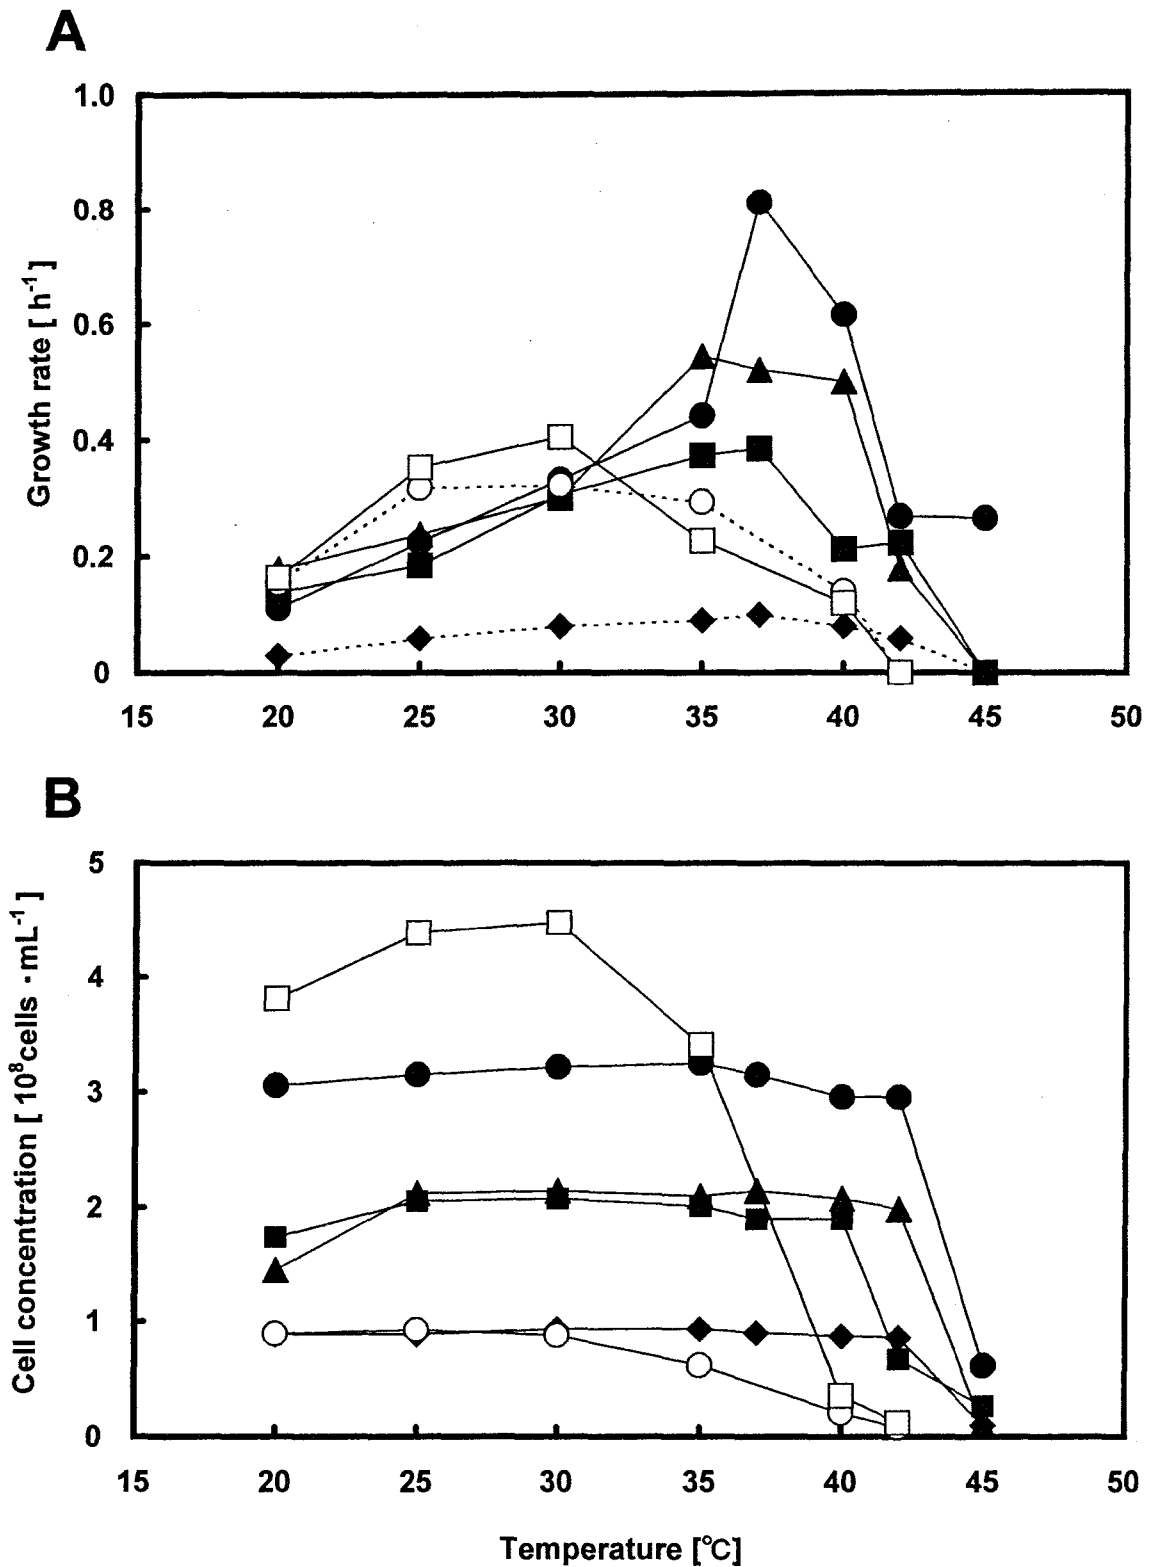 A
1.0
0.8
0.6
0.4
0.2
0
Growth rate [ h-1 ]
15 20 25 30 35 40 45 50
B
5
4
3
2
1
0
Cell concentration [ 10⁸cells ·mL-1 ]
15 20 25 30 35 40 45 50
Temperature [℃]